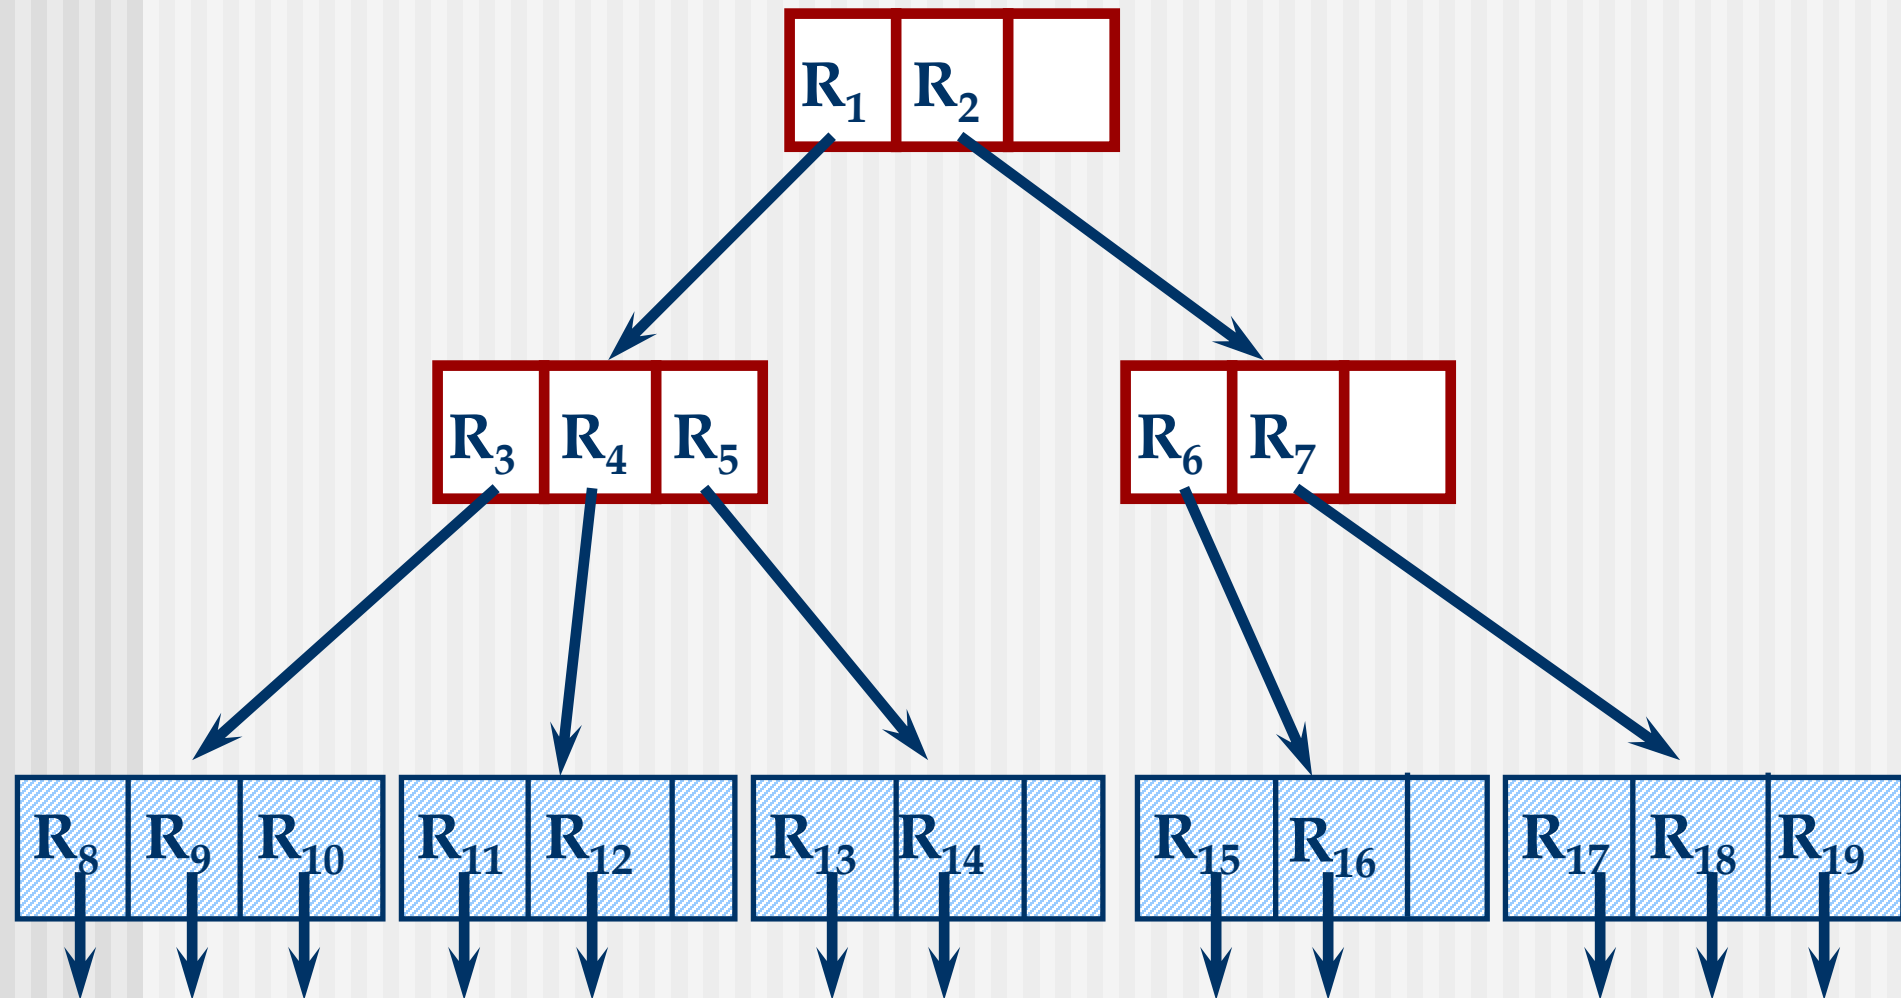 R₁ R₂
R₃ R₄ R₅ R₆ R₇
R₈ R₉ R₁₀ R₁₁ R₁₂ R₁₃ R₁₄ R₁₅ R₁₆ R₁₇ R₁₈ R₁₉